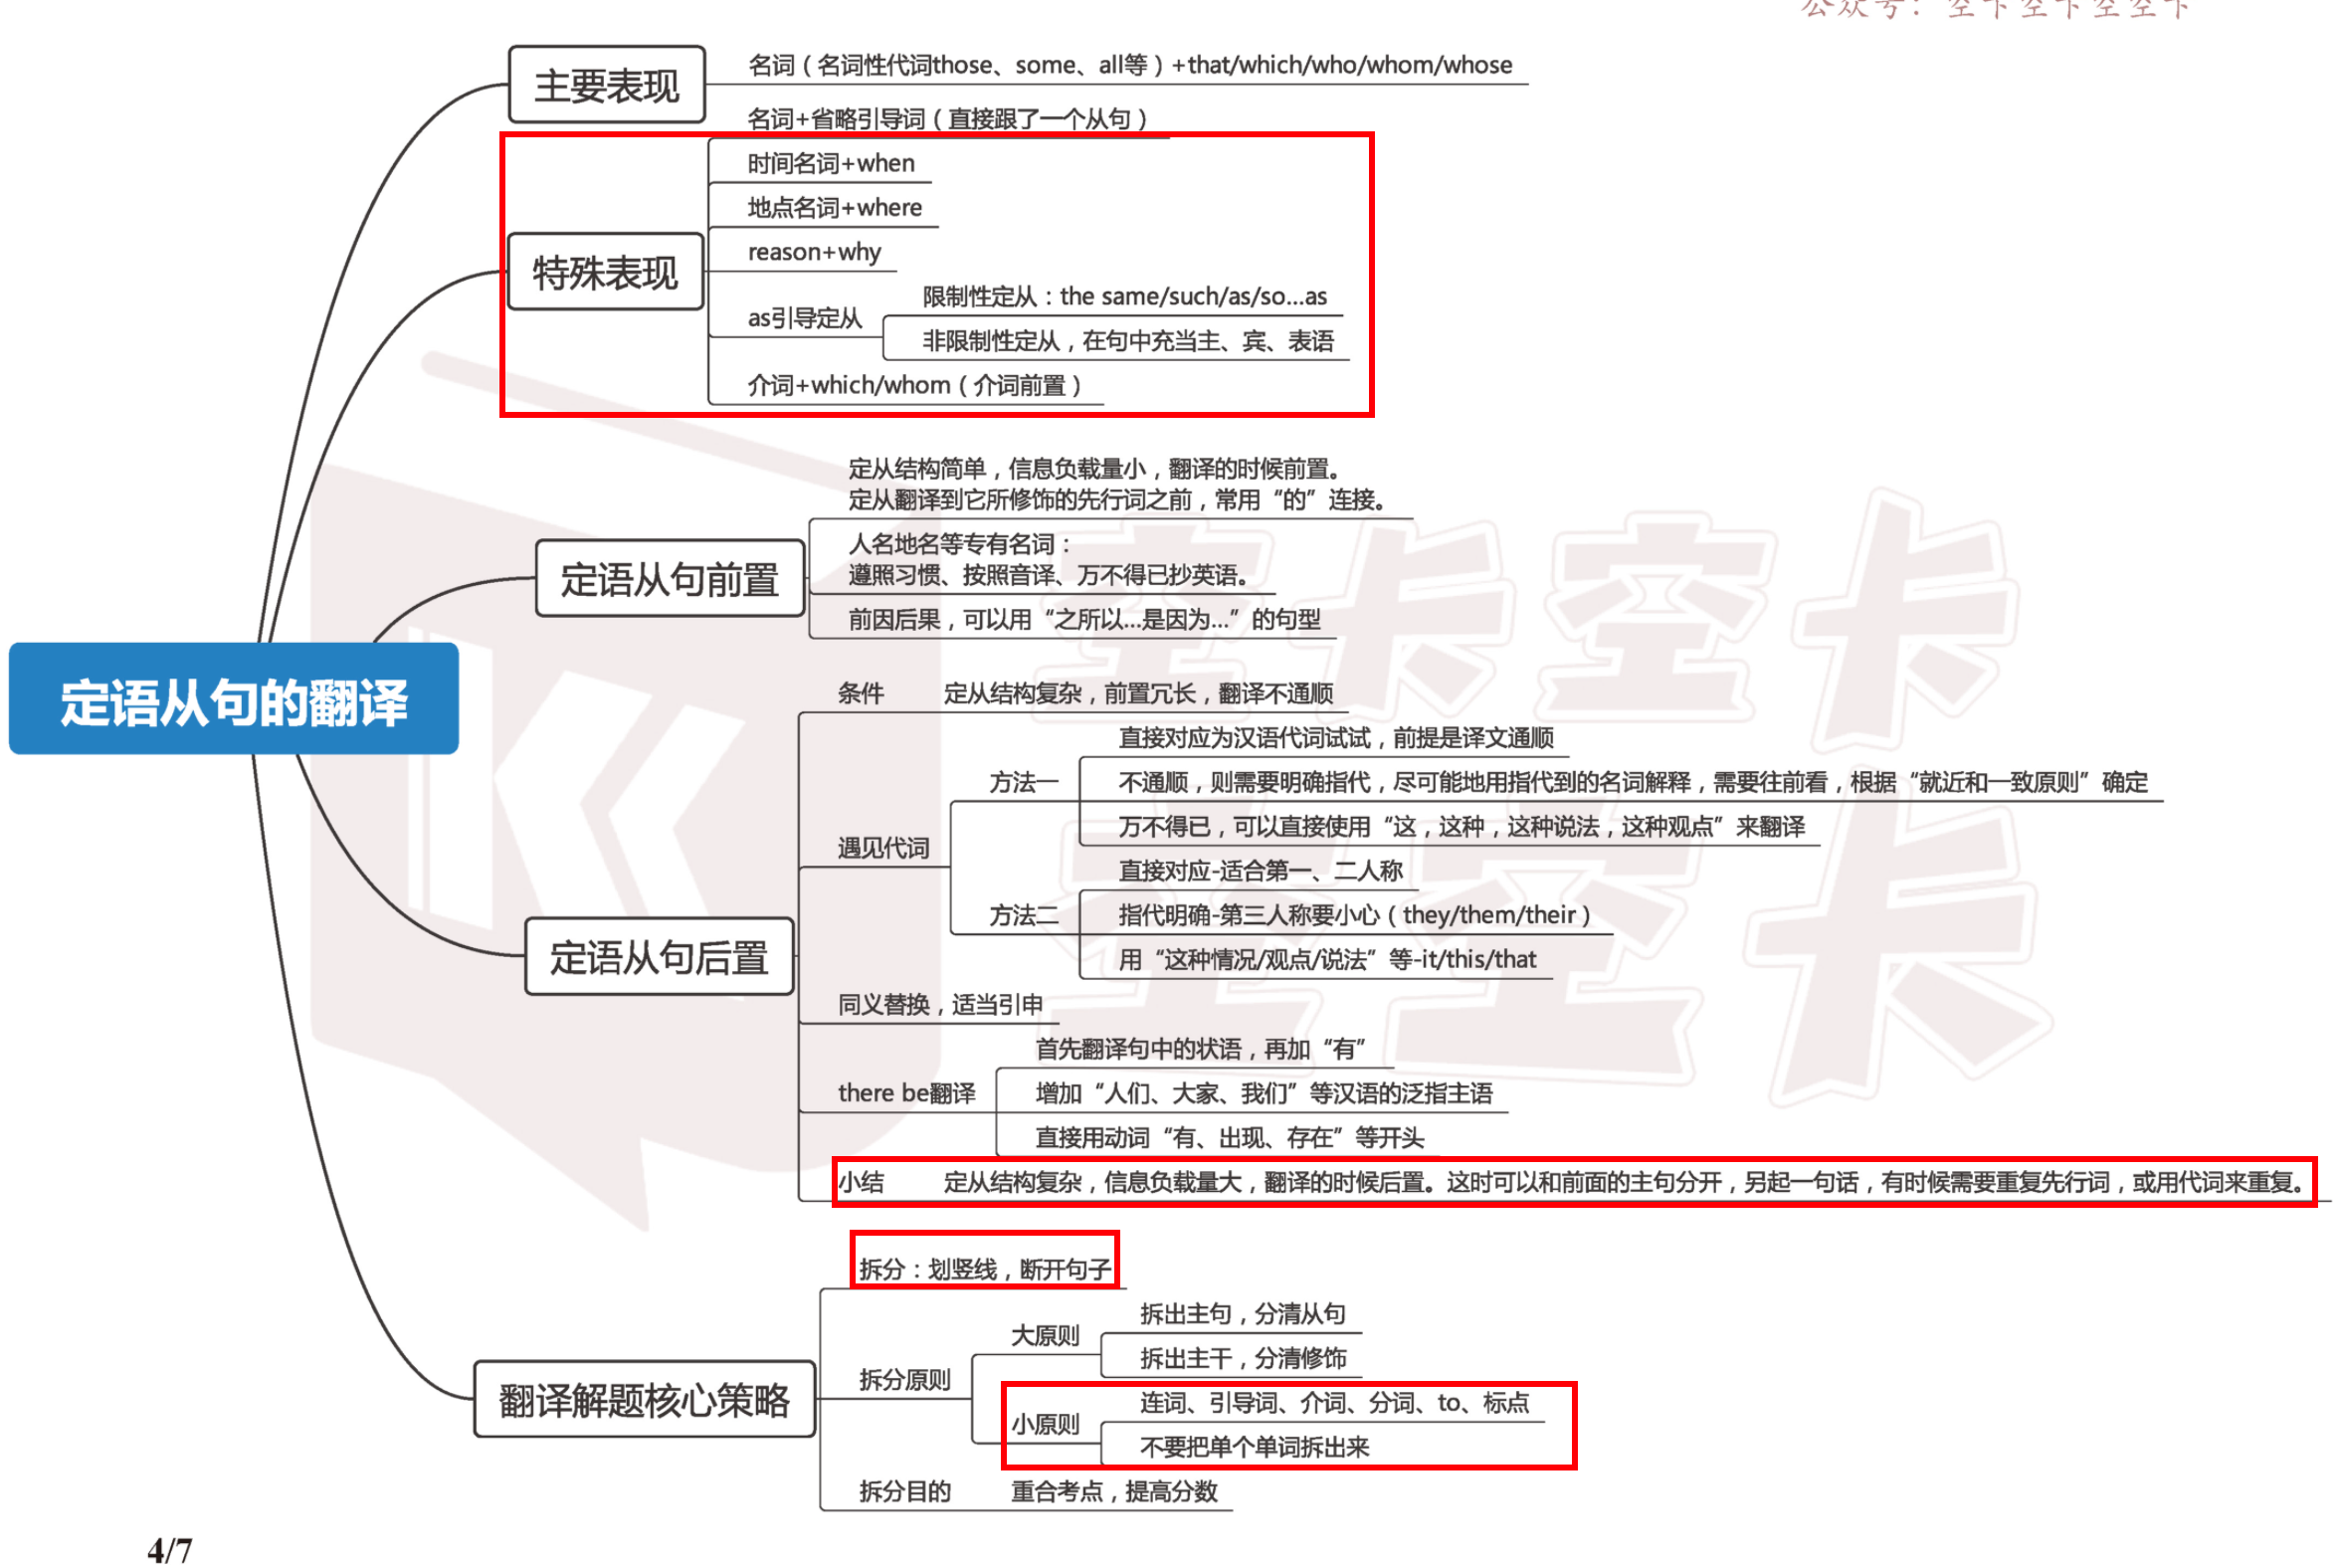 公众号：空卡空卡空空卡
主要表现
名词（名词性代词those、some、all等）+that/which/who/whom/whose
名词+省略引导词（直接跟了一个从句）
时间名词+when
地点名词+where
特殊表现
reason+why
as引导定从
限制性定从：the same/such/as/so...as
非限制性定从，在句中充当主、宾、表语
介词+which/whom（介词前置）
定从结构简单，信息负载量小，翻译的时候前置。
定从翻译到它所修饰的先行词之前，常用“的”连接。
定语从句前置
人名地名等专有名词：
遵照习惯、按照音译、万不得已抄英语。
前因后果，可以用“之所以...是因为...”的句型
定语从句的翻译
条件 定从结构复杂，前置冗长，翻译不通顺
遇见代词
方法一
直接对应为汉语代词试试，前提是译文通顺
不通顺，则需要明确指代，尽可能地用指代到的名词解释，需要往前看，根据“就近和一致原则”确定
万不得已，可以直接使用“这，这种，这种说法，这种观点”来翻译
方法二
直接对应-适合第一、二人称
指代明确-第三人称要小心（they/them/their）
用“这种情况/观点/说法”等-it/this/that
定语从句后置
同义替换，适当引申
there be翻译
首先翻译句中的状语，再加“有”
增加“人们、大家、我们”等汉语的泛指主语
直接用动词“有、出现、存在”等开头
小结 定从结构复杂，信息负载量大，翻译的时候后置。这时可以和前面的主句分开，另起一句话，有时候需要重复先行词，或用代词来重复。
拆分：划竖线，断开句子
翻译解题核心策略
拆分原则
大原则
拆出主句，分清从句
拆出主干，分清修饰
小原则
连词、引导词、介词、分词、to、标点
不要把单个单词拆出来
拆分目的 重合考点，提高分数
空卡空卡
空空卡
4/7